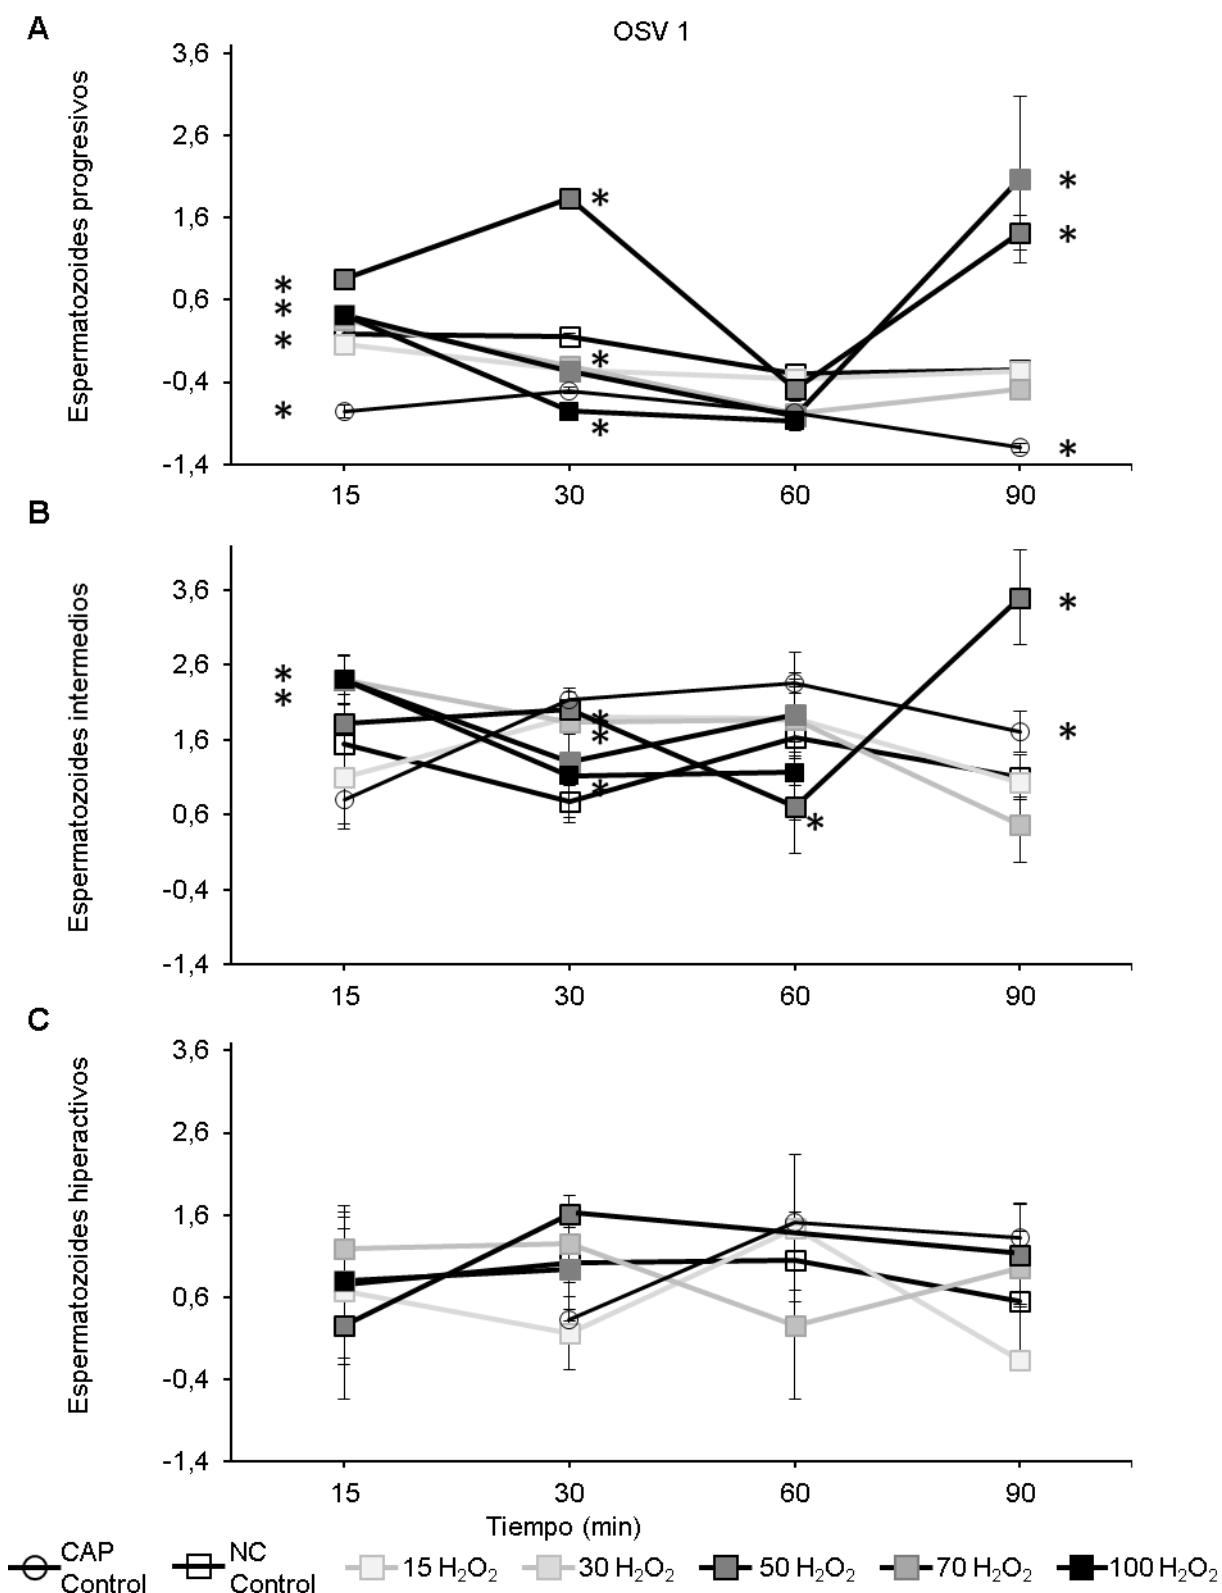 A
OSV 1
Espermatozoides progresivos
3,6
2,6
*
*
1,6
*
*
0,6
*
*
*
-0,4
*
*
*
-1,4
15 30 60 90
B
Espermatozoides intermedios
3,6
*
2,6
*
*
*
*
*
1,6
*
0,6
*
-0,4
-1,4
15 30 60 90
C
Espermatozoides hiperactivos
3,6
2,6
1,6
0,6
-0,4
-1,4
15 30 60 90
Tiempo (min)
CAP Control
NC Control
15 H₂O₂
30 H₂O₂
50 H₂O₂
70 H₂O₂
100 H₂O₂